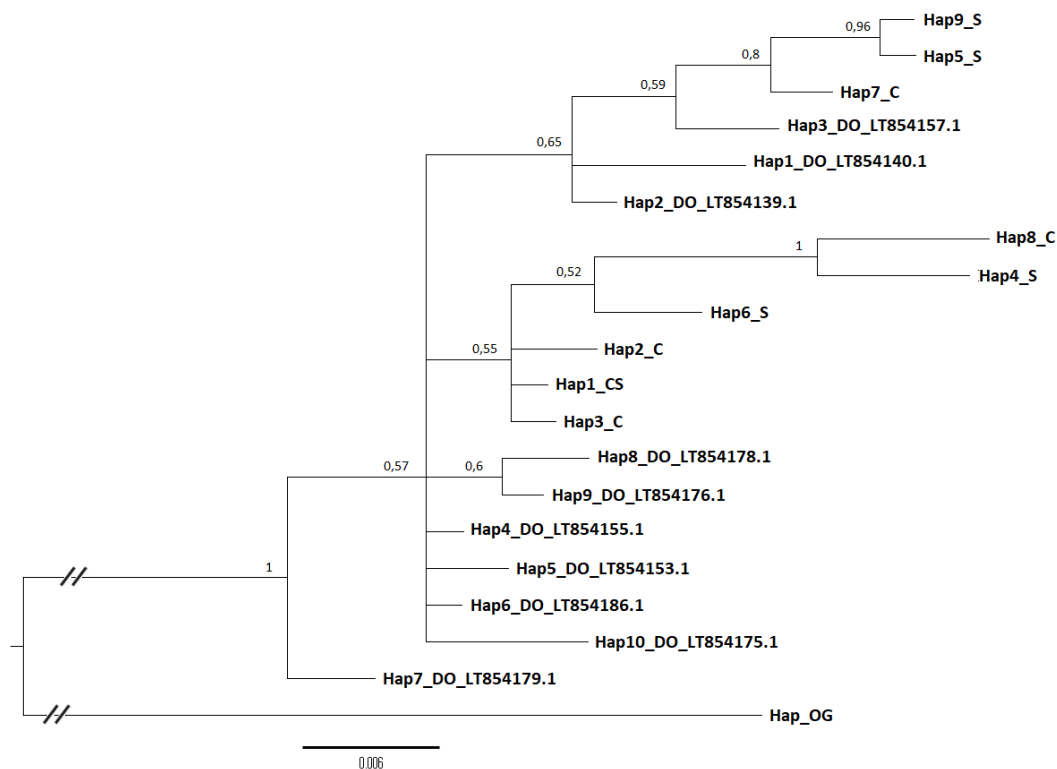 Hap9_S
0,96
0,8
Hap5_S
0,59
Hap7_C
Hap3_DO_LT854157.1
0,65
Hap1_DO_LT854140.1
Hap2_DO_LT854139.1
Hap8_C
1
0,52
Hap4_S
Hap6_S
0,55
Hap2_C
Hap1_CS
Hap3_C
Hap8_DO_LT854178.1
0,57
0,6
Hap9_DO_LT854176.1
Hap4_DO_LT854155.1
1
Hap5_DO_LT854153.1
Hap6_DO_LT854186.1
Hap10_DO_LT854175.1
Hap7_DO_LT854179.1
Hap_OG
0.006